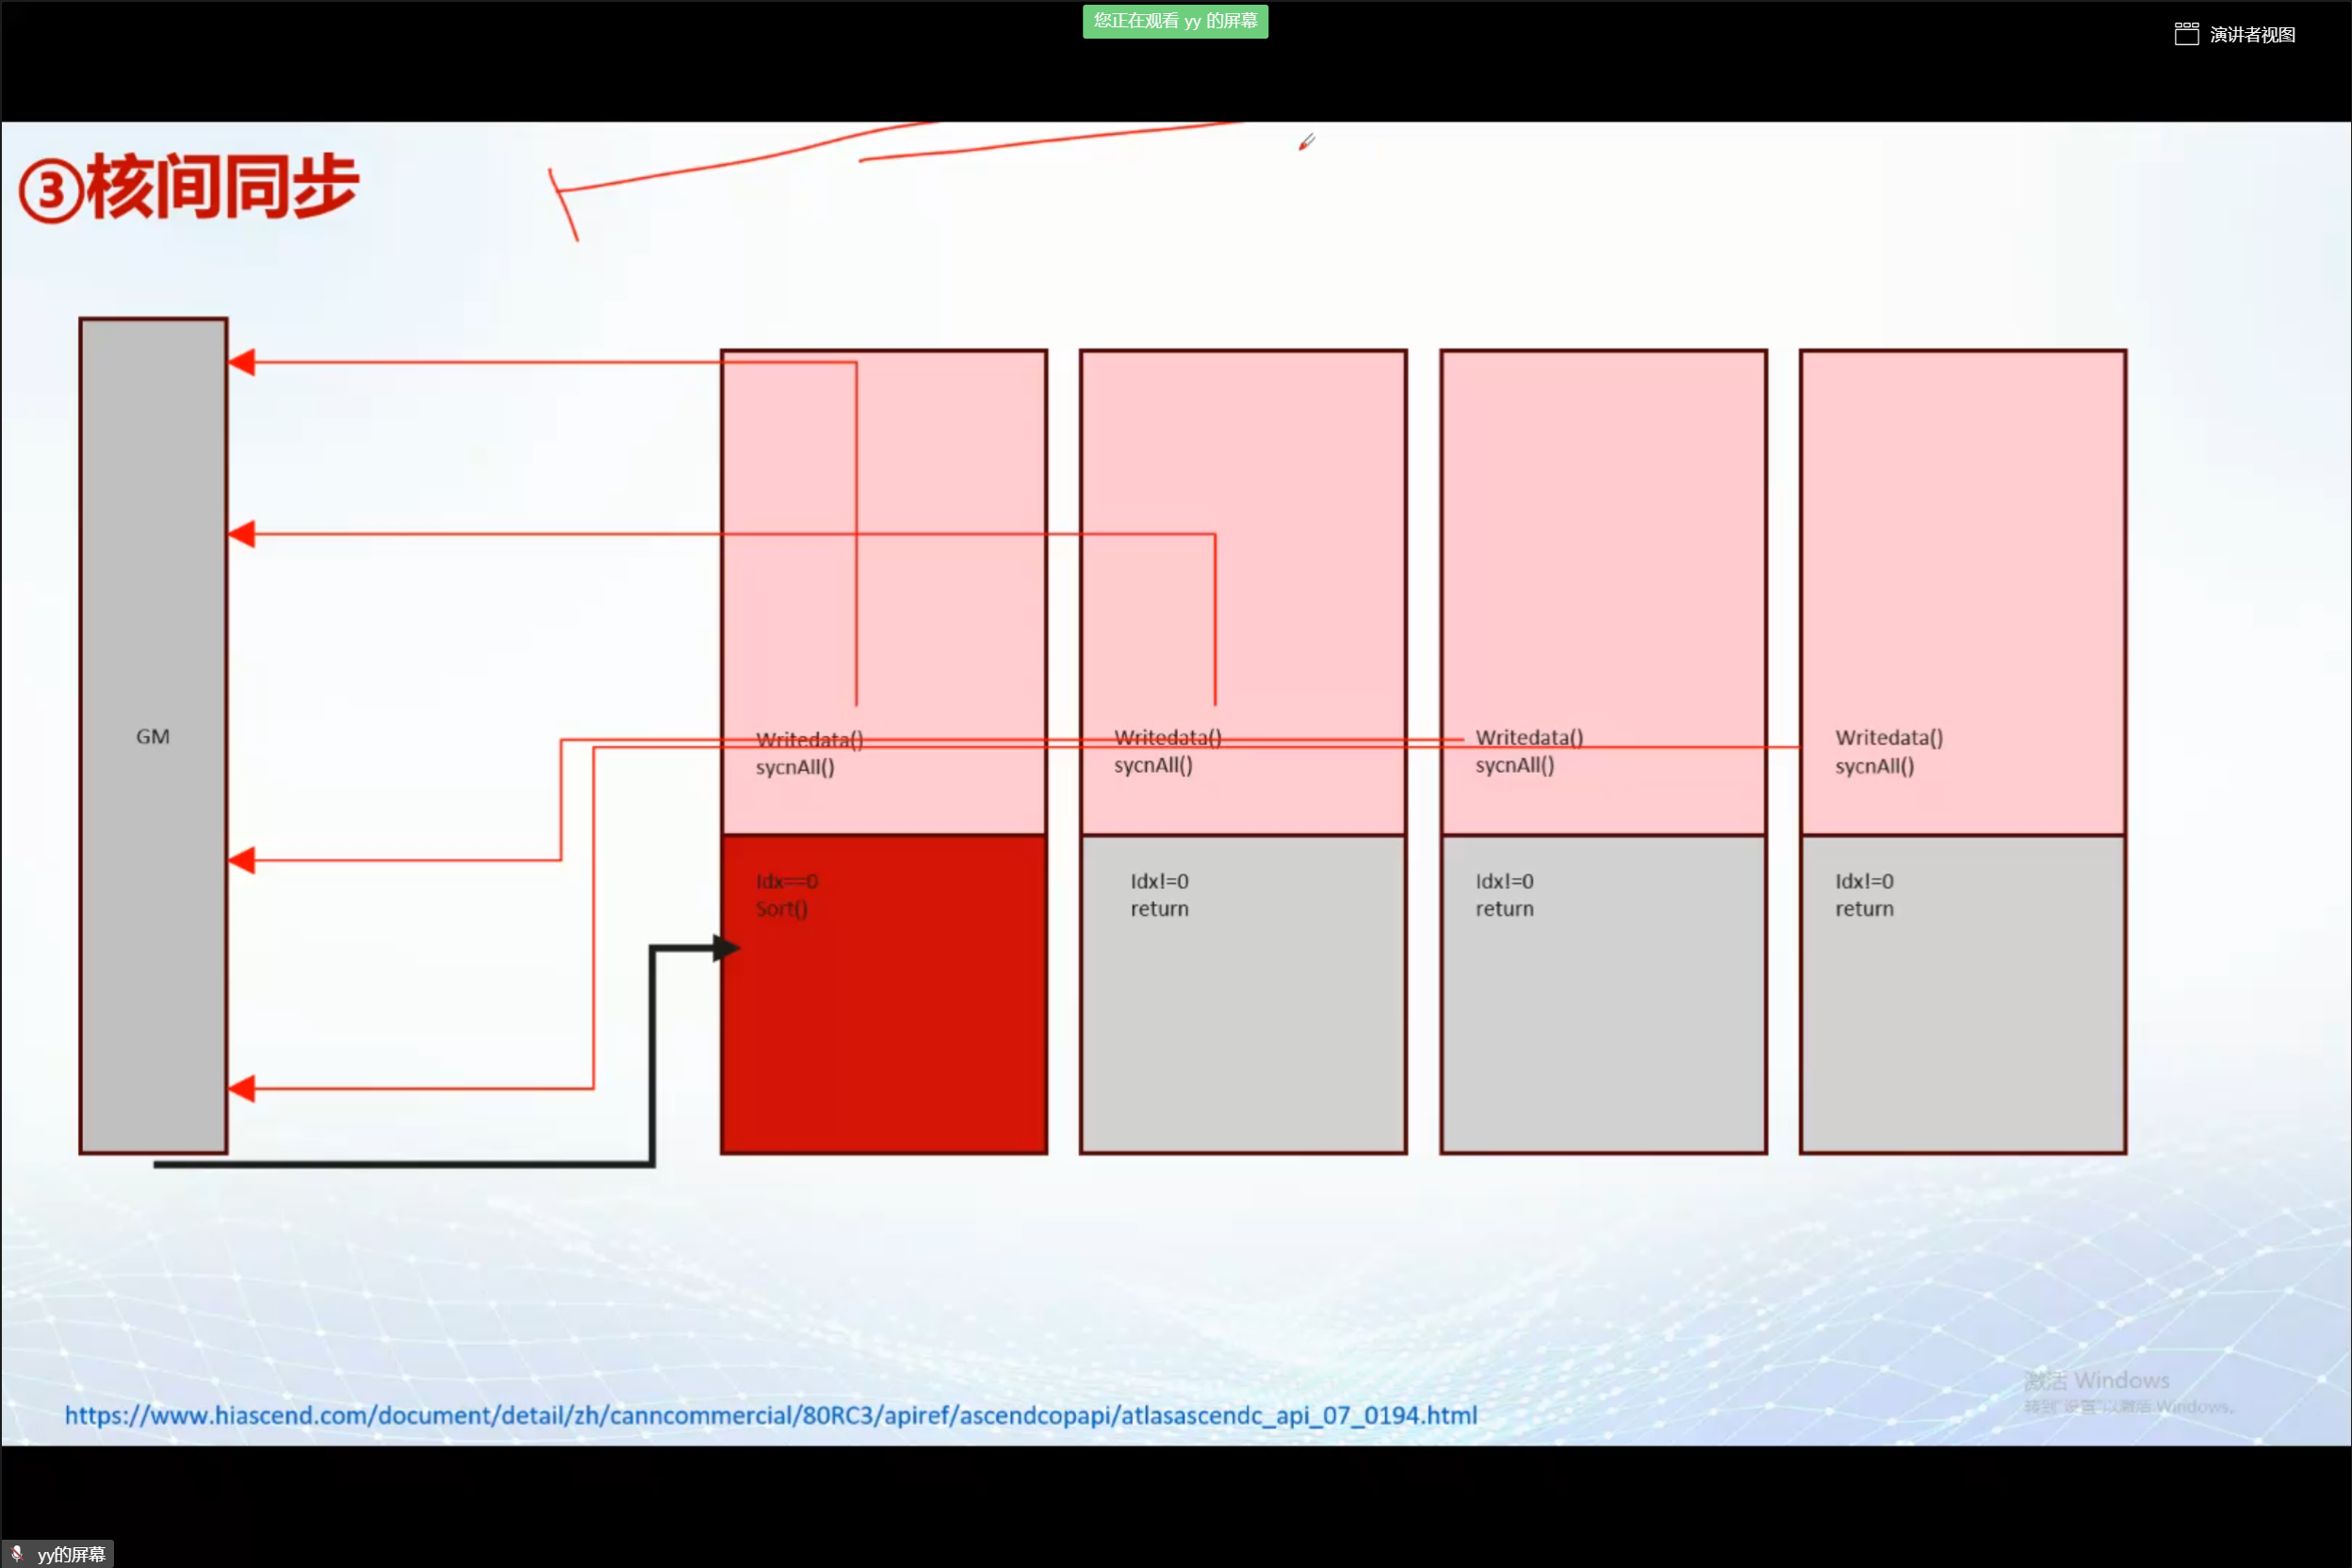 您正在观看 yy 的屏幕
演讲者视图
③核间同步
GM
Writedata()
sycnAll()
Writedata()
sycnAll()
Writedata()
sycnAll()
Writedata()
sycnAll()
Idx==0
Sort()
Idx!=0
return
Idx!=0
return
Idx!=0
return
激活 Windows
转到"设置"以激活 Windows。
https://www.hiascend.com/document/detail/zh/canncommercial/80RC3/apiref/ascendcopapi/atlasascendc_api_07_0194.html
yy的屏幕